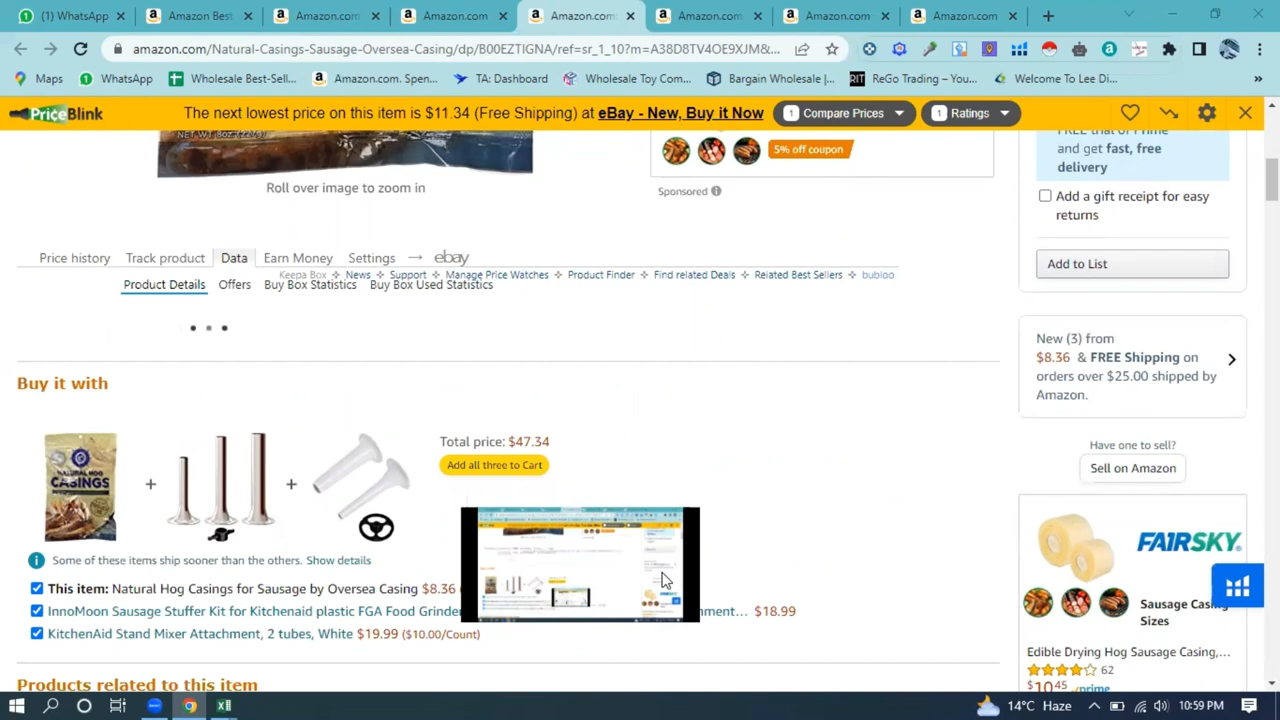 (1) WhatsApp
Amazon Best
Amazon.com
Amazon.com
Amazon.com
Amazon.com
Amazon.com
Amazon.com
amazon.com/Natural-Casings-Sausage-Oversea-Casing/dp/B00EZTIGNA/ref=sr_1_10?m=A38D8TV4OE9XJM&...
Maps
WhatsApp
Wholesale Best-Sell...
Amazon.com. Spen...
TA: Dashboard
Wholesale Toy Com...
Bargain Wholesale |...
RIT ReGo Trading – You...
Welcome To Lee Di...
»
PriceBlink
The next lowest price on this item is $11.34 (Free Shipping) at eBay - New, Buy it Now
1 Compare Prices
1 Ratings
NET WT 8OZ (227g)
Roll over image to zoom in
5% off coupon
Sponsored
FREE trial of Prime
and get fast, free
delivery
Add a gift receipt for easy
returns
Add to List
Price history
Track product
Data
Earn Money
Settings
ebay
Keepa Box News Support Manage Price Watches Product Finder Find related Deals Related Best Sellers bubloo
Product Details
Offers
Buy Box Statistics
Buy Box Used Statistics
New (3) from
$8.36 & FREE Shipping on
orders over $25.00 shipped by
Amazon.
Have one to sell?
Sell on Amazon
Buy it with
NATURAL HOG
CASINGS
+
+
Total price: $47.34
Add all three to Cart
Some of these items ship sooner than the others. Show details
This item: Natural Hog Casings for Sausage by Oversea Casing $8.36
InnoMoon Sausage Stuffer Kit for Kitchenaid plastic FGA Food Grinder
ment... $18.99
KitchenAid Stand Mixer Attachment, 2 tubes, White $19.99 ($10.00/Count)
Products related to this item
FAIRSKY
Sausage Casing
Sizes
Edible Drying Hog Sausage Casing,...
62
$10.45 prime
14°C Haze
10:59 PM